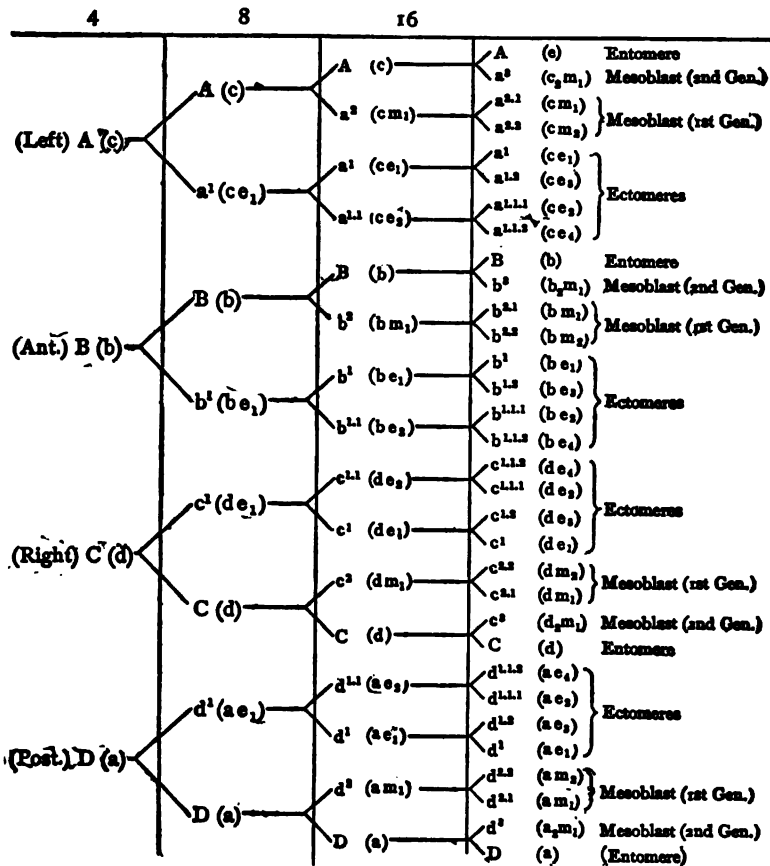 4 8 16
A (e) Entomere
A (c)
a³ (c₂m₁) Mesoblast (2nd Gen.)
A (c)
a².¹ (cm₁)
a² (cm₁) Mesoblast (1st Gen.)
a².² (cm₂)
(Left) A (c)
a¹ (ce₁)
a¹ (ce₁)
a¹.² (ce₃)
a¹ (ce₁) Ectomeres
a¹.¹.¹ (ce₂)
a¹.¹ (ce₂)
a¹.¹.² (ce₄)
B (b) Entomere
B (b)
b³ (b₂m₁) Mesoblast (2nd Gen.)
B (b)
b².¹ (bm₁)
b² (bm₁) Mesoblast (1st Gen.)
b².² (bm₂)
(Ant.) B (b)
b¹ (be₁)
b¹ (be₁)
b¹.² (be₃)
b¹ (be₁) Ectomeres
b¹.¹.¹ (be₂)
b¹.¹ (be₂)
b¹.¹.² (be₄)
c¹.¹.² (de₄)
c¹.¹ (de₂)
c¹.¹.¹ (de₂)
c¹ (de₁) Ectomeres
c¹.² (de₃)
c¹ (de₁)
c¹ (de₁)
(Right) C (d)
c².² (dm₂)
c² (dm₁) Mesoblast (1st Gen.)
c².¹ (dm₁)
C (d)
c³ (d₂m₁) Mesoblast (2nd Gen.)
C (d)
C (d) Entomere
d¹.¹.² (ae₄)
d¹.¹ (ae₂)
d¹.¹.¹ (ae₂)
d¹ (ae₁) Ectomeres
d¹.² (ae₃)
d¹ (ae₁)
d¹ (ae₁)
(Post.) D (a)
d².² (am₂)
d² (am₁) Mesoblast (1st Gen.)
d².¹ (am₁)
D (a)
d³ (a₂m₁) Mesoblast (2nd Gen.)
D (a)
D (a) (Entomere)